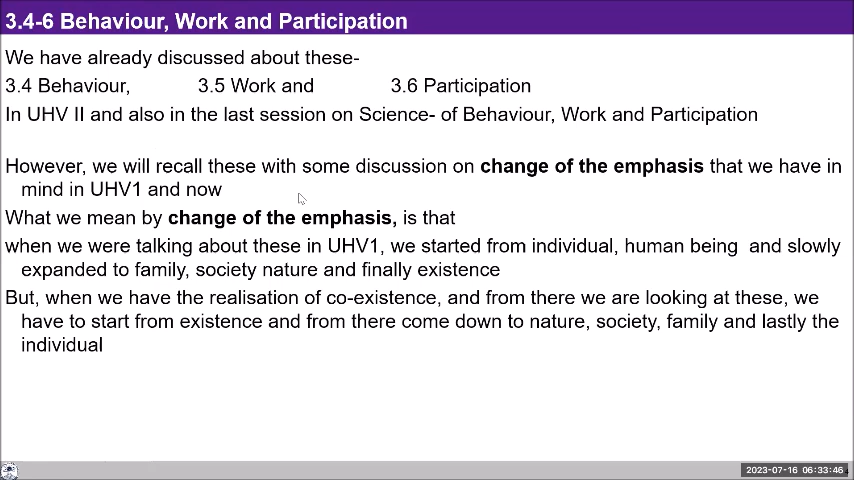 3.4-6 Behaviour, Work and Participation
We have already discussed about these-
3.4 Behaviour, 3.5 Work and 3.6 Participation
In UHV II and also in the last session on Science- of Behaviour, Work and Participation
However, we will recall these with some discussion on change of the emphasis that we have in
mind in UHV1 and now
What we mean by change of the emphasis, is that
when we were talking about these in UHV1, we started from individual, human being and slowly
expanded to family, society nature and finally existence
But, when we have the realisation of co-existence, and from there we are looking at these, we
have to start from existence and from there come down to nature, society, family and lastly the
individual
2023-07-16 06:33:46